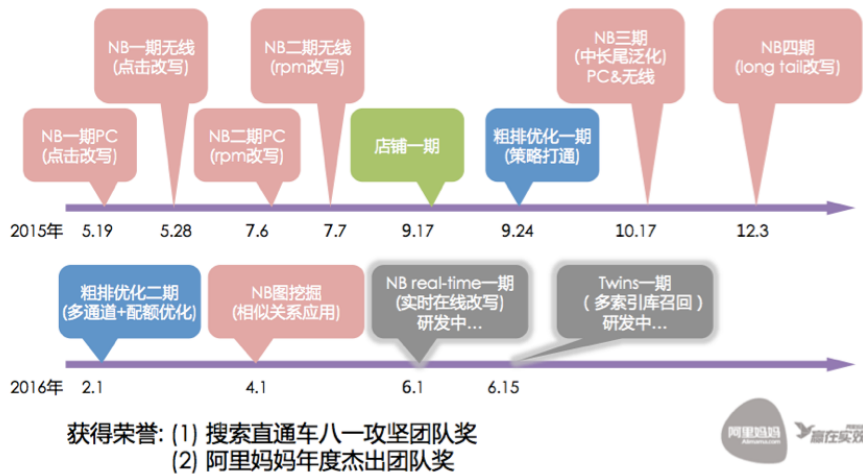 NB一期无线
(点击改写)
NB二期无线
(rpm改写)
NB三期
(中长尾泛化)
PC&无线
NB四期
(long tail改写)
NB一期PC
(点击改写)
NB二期PC
(rpm改写)
店铺一期
粗排优化一期
(策略打通)
2015年 5.19 5.28 7.6 7.7 9.17 9.24 10.17 12.3
粗排优化二期
(多通道+配额优化)
NB图挖掘
(相似关系应用)
NB real-time一期
(实时在线改写)
研发中...
Twins一期
(多索引库召回)
研发中...
2016年 2.1 4.1 6.1 6.15
获得荣誉: (1) 搜索直通车八一攻坚团队奖
(2) 阿里妈妈年度杰出团队奖
阿里妈妈
Alimama.com
赢在实效